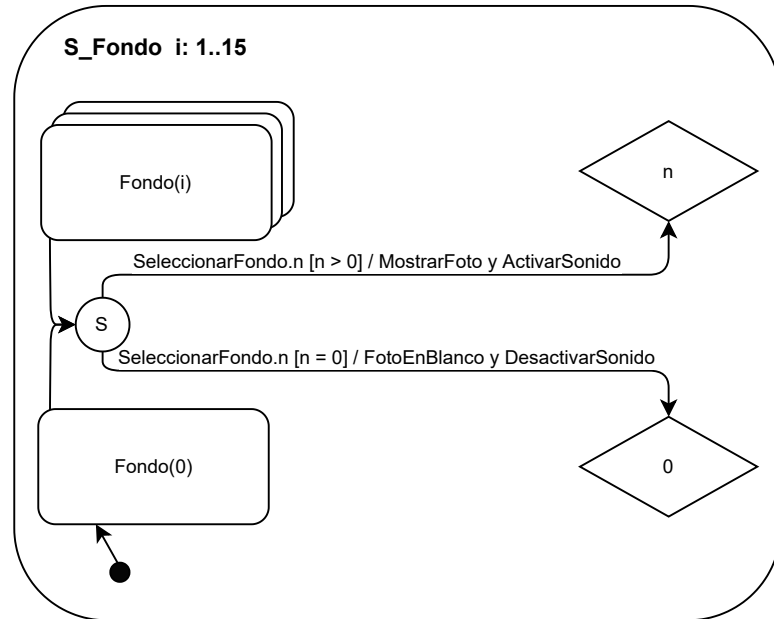 S_Fondo i: 1..15
Fondo(i)
n
SeleccionarFondo.n [n > 0] / MostrarFoto y ActivarSonido
S
SeleccionarFondo.n [n = 0] / FotoEnBlanco y DesactivarSonido
Fondo(0)
0